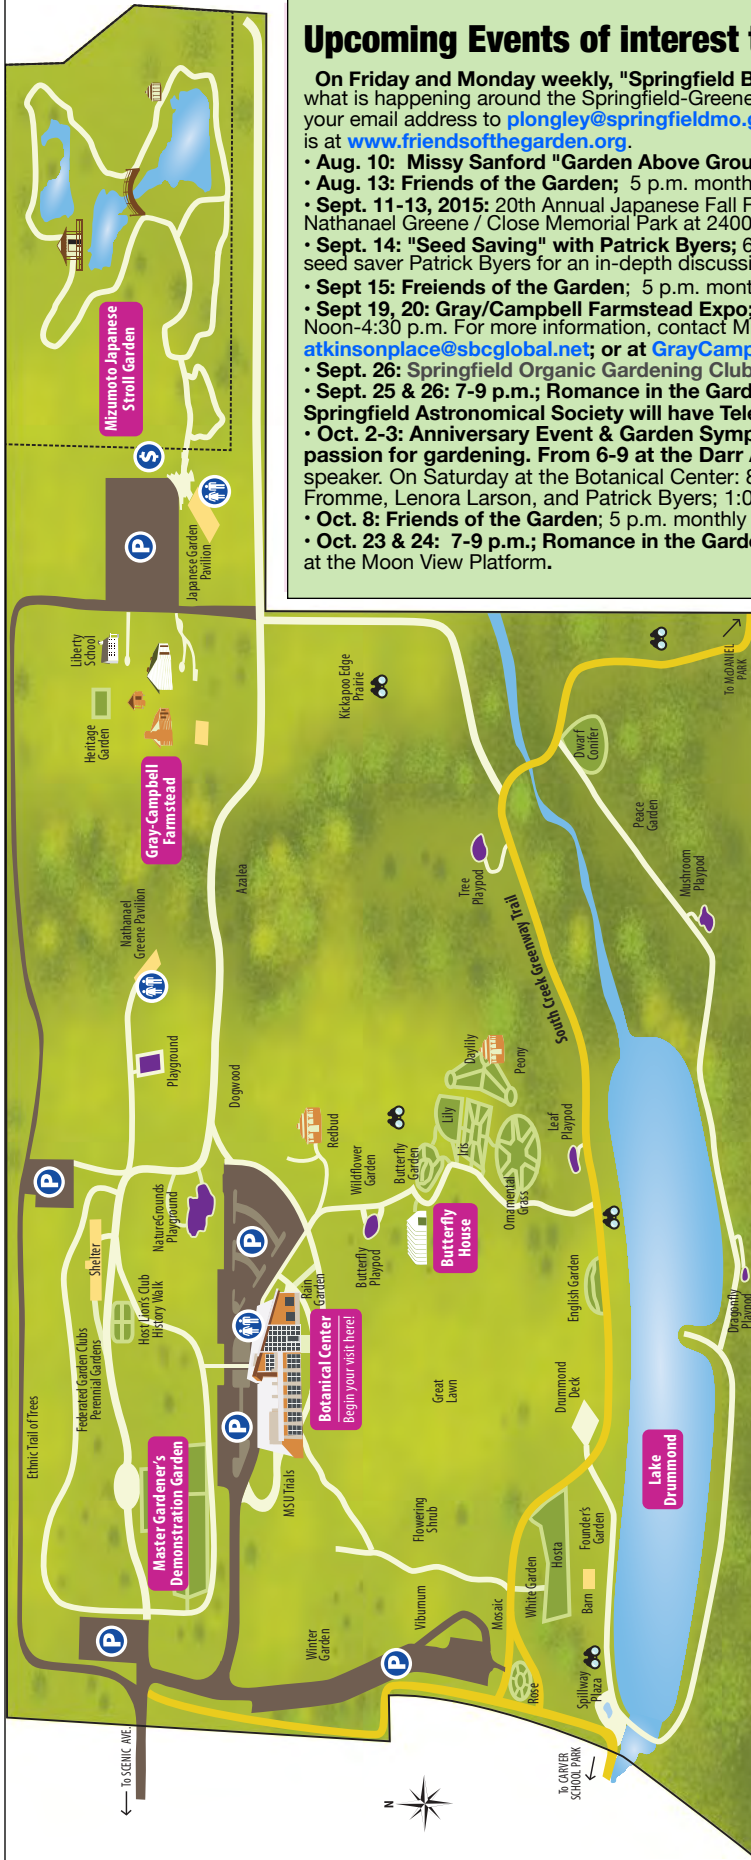 Upcoming Events of interest
On Friday and Monday weekly, "Springfield
what is happening around the Springfield-Greene
your email address to plongley@springfieldmo.g
is at www.friendsofthegarden.org.
• Aug. 10: Missy Sanford "Garden Above
• Aug. 13: Friends of the Garden; 5 p.m.
• Sept. 11-13, 2015: 20th Annual Japanese Fall
Nathanael Greene / Close Memorial Park at 2400
• Sept. 14: "Seed Saving" with Patrick Byers; 6
seed saver Patrick Byers for an in-depth
• Sept 15: Freiends of the Garden; 5 p.m.
• Sept 19, 20: Gray/Campbell Farmstead Expo;
Noon-4:30 p.m. For more information, contact
atkinsonplace@sbcglobal.net; or at GrayCamp
• Sept. 26: Springfield Organic Gardening Club
• Sept. 25 & 26: 7-9 p.m.; Romance in the
Springfield Astronomical Society will have
• Oct. 2-3: Anniversary Event & Garden
passion for gardening. From 6-9 at the Darr
speaker. On Saturday at the Botanical Center: 8
Fromme, Lenora Larson, and Patrick Byers; 1:0
• Oct. 8: Friends of the Garden; 5 p.m. monthly
• Oct. 23 & 24: 7-9 p.m.; Romance in the
at the Moon View Platform.
Mizumoto Japanese
Stroll Garden
$
P
Japanese Garden
Pavilion
Liberty
School
Heritage
Garden
Gray-Campbell
Farmstead
Kickapoo Edge
Prairie
To McDANIEL
PARK
Dwarf
Conifer
Peace
Garden
Mushroom
Playpod
Tree
Playpod
Azalea
Nathanael
Greene Pavilion
Playground
Dogwood
South Creek Greenway Trail
Daylily
Peony
Lily
Iris
Redbud
Wildflower
Garden
Butterfly
Garden
Leaf
Playpod
Ornamental
Grass
P
NatureGrounds
Playground
Shelter
P
Butterfly
Playpod
Butterfly
House
Rain
Garden
Host Lion's Club
History Walk
Federated Garden Clubs
Perennial Gardens
Ethnic Trail of Trees
English Garden
Dragonfly
Playpod
Botanical Center
Begin your visit here!
P
Great
Lawn
Drummond
Deck
Master Gardener's
Demonstration Garden
MSU Trials
Flowering
Shrub
Lake
Drummond
Founder's
Garden
Hosta
White Garden
Barn
Viburnum
Mosaic
Winter
Garden
P
P
Rose
Spillway
Plaza
To SCENIC AVE.
N
To CARVER
SCHOOL PARK